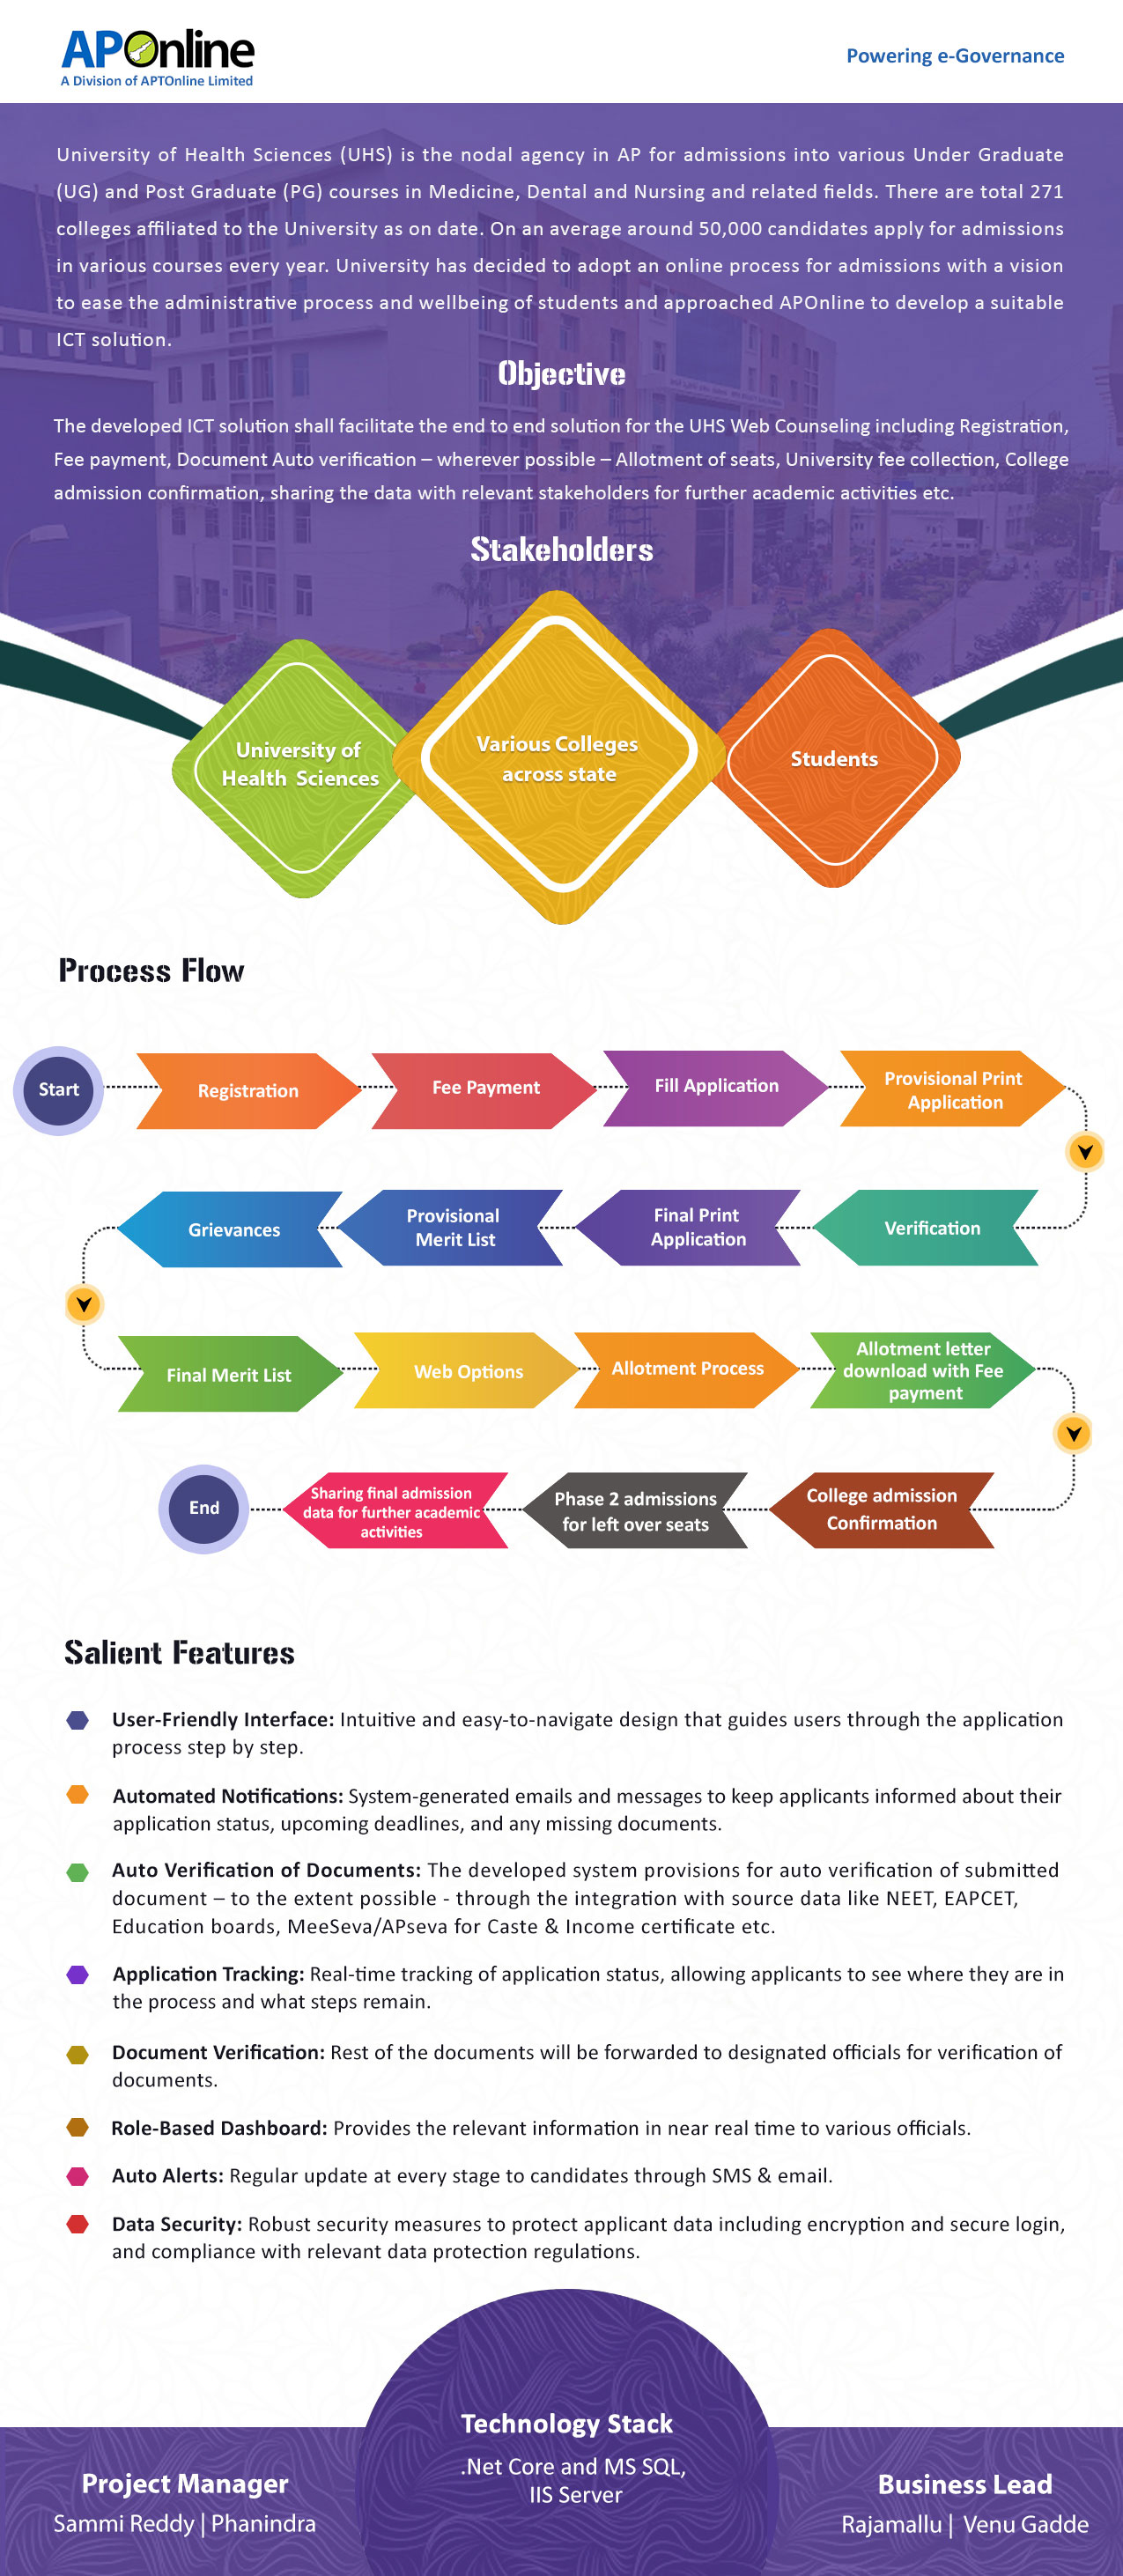 APOnline
A Division of APTOnline Limited
Powering e-Governance
University of Health Sciences (UHS) is the nodal agency in AP for admissions into various Under Graduate
(UG) and Post Graduate (PG) courses in Medicine, Dental and Nursing and related fields. There are total 271
colleges affiliated to the University as on date. On an average around 50,000 candidates apply for admissions
in various courses every year. University has decided to adopt an online process for admissions with a vision
to ease the administrative process and wellbeing of students and approached APOnline to develop a suitable
ICT solution.
Objective
The developed ICT solution shall facilitate the end to end solution for the UHS Web Counseling including Registration,
Fee payment, Document Auto verification – wherever possible – Allotment of seats, University fee collection, College
admission confirmation, sharing the data with relevant stakeholders for further academic activities etc.
Stakeholders
University of
Health Sciences
Various Colleges
across state
Students
Process Flow
Start
Registration
Fee Payment
Fill Application
Provisional Print
Application
Verification
Final Print
Application
Provisional
Merit List
Grievances
Final Merit List
Web Options
Allotment Process
Allotment letter
download with Fee
payment
College admission
Confirmation
Phase 2 admissions
for left over seats
Sharing final admission
data for further academic
activities
End
Salient Features
User-Friendly Interface: Intuitive and easy-to-navigate design that guides users through the application
process step by step.
Automated Notifications: System-generated emails and messages to keep applicants informed about their
application status, upcoming deadlines, and any missing documents.
Auto Verification of Documents: The developed system provisions for auto verification of submitted
document – to the extent possible - through the integration with source data like NEET, EAPCET,
Education boards, MeeSeva/APseva for Caste & Income certificate etc.
Application Tracking: Real-time tracking of application status, allowing applicants to see where they are in
the process and what steps remain.
Document Verification: Rest of the documents will be forwarded to designated officials for verification of
documents.
Role-Based Dashboard: Provides the relevant information in near real time to various officials.
Auto Alerts: Regular update at every stage to candidates through SMS & email.
Data Security: Robust security measures to protect applicant data including encryption and secure login,
and compliance with relevant data protection regulations.
Technology Stack
.Net Core and MS SQL,
IIS Server
Project Manager
Sammi Reddy | Phanindra
Business Lead
Rajamallu | Venu Gadde